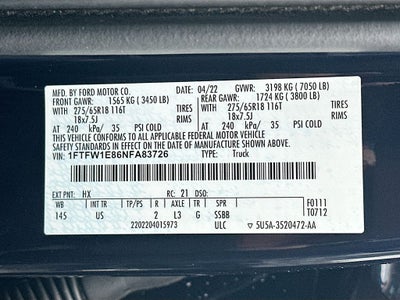 MFD. BY FORD MOTOR CO. 04/22 GVWR: 3198 KG ( 7050 LB)
FRONT GAWR: 1565 KG ( 3450 LB) REAR GAWR: 1724 KG ( 3800 LB)
275/65R18 116T TIRES 275/65R18 116T TIRES
18x7.5J RIMS 18x7.5J RIMS
AT 240 kPa/ 35 PSI COLD AT 240 kPa/ 35 PSI COLD
THIS VEHICLE CONFORMS TO ALL APPLICABLE FEDERAL MOTOR VEHICLE
SAFETY STANDARDS IN EFFECT ON THE DATE OF MANUFACTURE SHOWN ABOVE.
VIN: 1FTFW1E86NFA83726 TYPE: Truck
EXT PNT: HX RC: 21 DSO: F0111
WB INT TR TP/PS R AXLE TR SPR T0712
145 US 2 L3 G SSBB
2202204015973 ULC ▽ 5U5A-3520472-AA